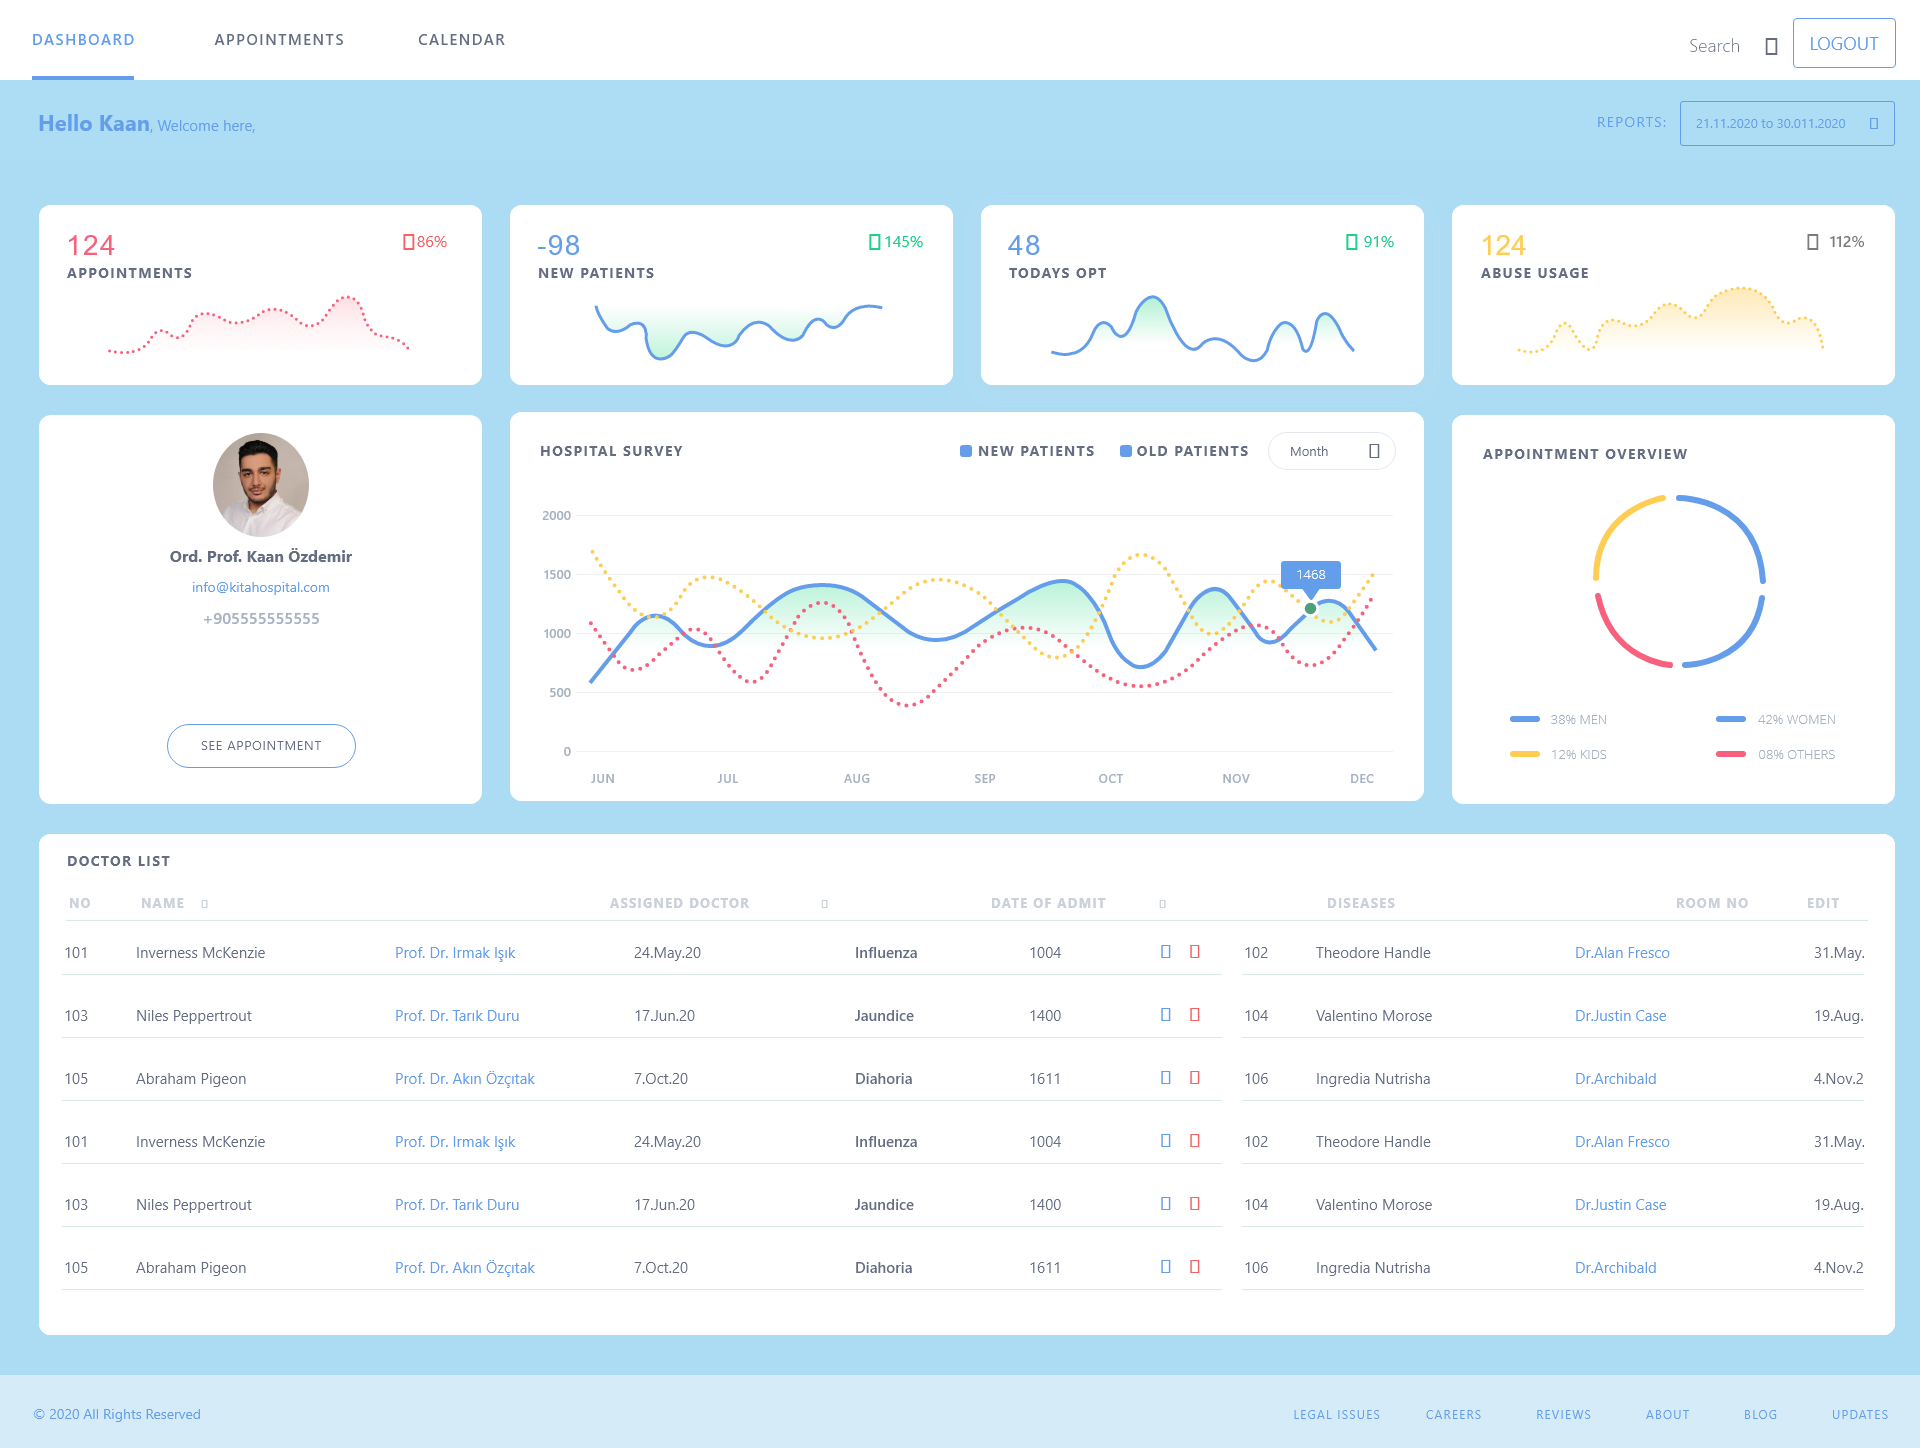 DASHBOARD APPOINTMENTS CALENDAR Search LOGOUT
Hello Kaan, Welcome here, REPORTS: 21.11.2020 to 30.011.2020
124 86% -98 145% 48 91% 124 112%
APPOINTMENTS NEW PATIENTS TODAYS OPT ABUSE USAGE
Ord. Prof. Kaan Özdemir
info@kitahospital.com
+905555555555
SEE APPOINTMENT
HOSPITAL SURVEY NEW PATIENTS OLD PATIENTS Month
2000
1500
1468
1000
500
0
JUN JUL AUG SEP OCT NOV DEC
APPOINTMENT OVERVIEW
38% MEN 42% WOMEN
12% KIDS 08% OTHERS
DOCTOR LIST
NO NAME ASSIGNED DOCTOR DATE OF ADMIT DISEASES ROOM NO EDIT
101 Inverness McKenzie Prof. Dr. Irmak Işık 24.May.20 Influenza 1004 102 Theodore Handle Dr.Alan Fresco 31.May.
103 Niles Peppertrout Prof. Dr. Tarık Duru 17.Jun.20 Jaundice 1400 104 Valentino Morose Dr.Justin Case 19.Aug.
105 Abraham Pigeon Prof. Dr. Akın Özçıtak 7.Oct.20 Diahoria 1611 106 Ingredia Nutrisha Dr.Archibald 4.Nov.2
101 Inverness McKenzie Prof. Dr. Irmak Işık 24.May.20 Influenza 1004 102 Theodore Handle Dr.Alan Fresco 31.May.
103 Niles Peppertrout Prof. Dr. Tarık Duru 17.Jun.20 Jaundice 1400 104 Valentino Morose Dr.Justin Case 19.Aug.
105 Abraham Pigeon Prof. Dr. Akın Özçıtak 7.Oct.20 Diahoria 1611 106 Ingredia Nutrisha Dr.Archibald 4.Nov.2
© 2020 All Rights Reserved LEGAL ISSUES CAREERS REVIEWS ABOUT BLOG UPDATES